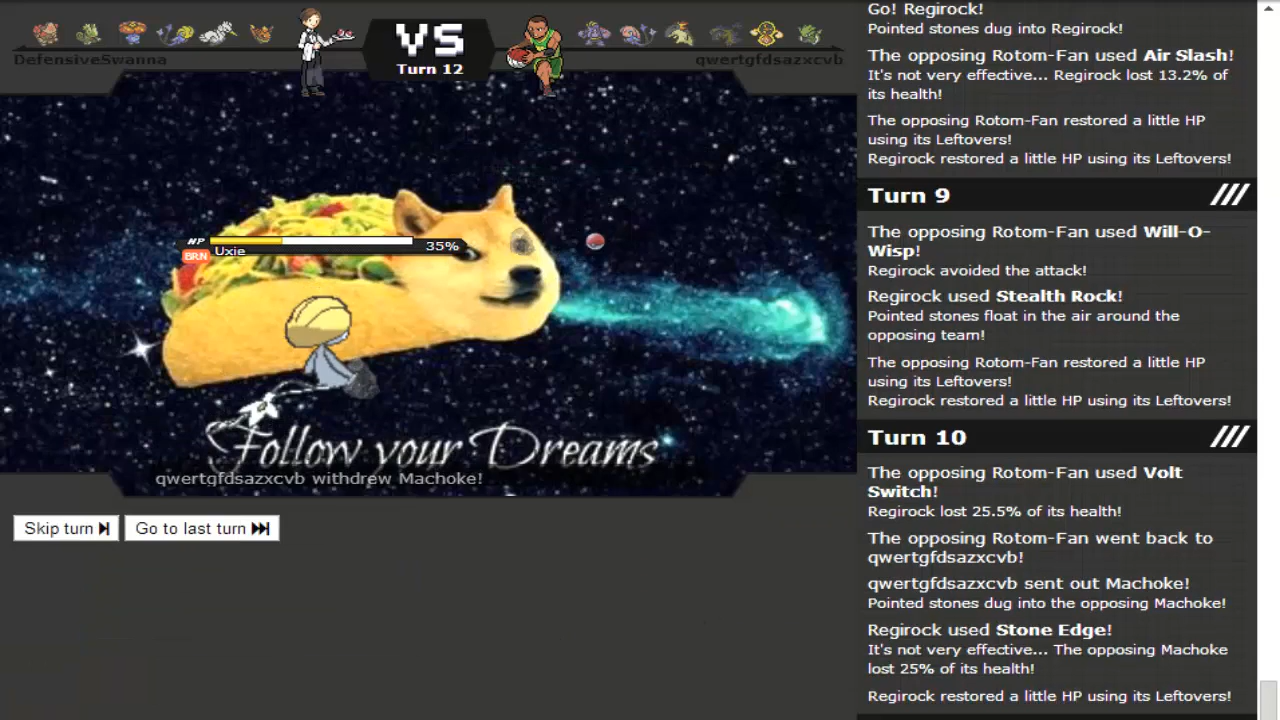 VS
Turn 12
DefensiveSwanna
qwertgfdsazxcvb
HP
35%
BRN
Uxie
Follow your Dreams
qwertgfdsazxcvb withdrew Machoke!
Skip turn
Go to last turn
Go! Regirock!
Pointed stones dug into Regirock!
The opposing Rotom-Fan used Air Slash!
It's not very effective... Regirock lost 13.2% of
its health!
The opposing Rotom-Fan restored a little HP
using its Leftovers!
Regirock restored a little HP using its Leftovers!
Turn 9
The opposing Rotom-Fan used Will-O-
Wisp!
Regirock avoided the attack!
Regirock used Stealth Rock!
Pointed stones float in the air around the
opposing team!
The opposing Rotom-Fan restored a little HP
using its Leftovers!
Regirock restored a little HP using its Leftovers!
Turn 10
The opposing Rotom-Fan used Volt
Switch!
Regirock lost 25.5% of its health!
The opposing Rotom-Fan went back to
qwertgfdsazxcvb!
qwertgfdsazxcvb sent out Machoke!
Pointed stones dug into the opposing Machoke!
Regirock used Stone Edge!
It's not very effective... The opposing Machoke
lost 25% of its health!
Regirock restored a little HP using its Leftovers!